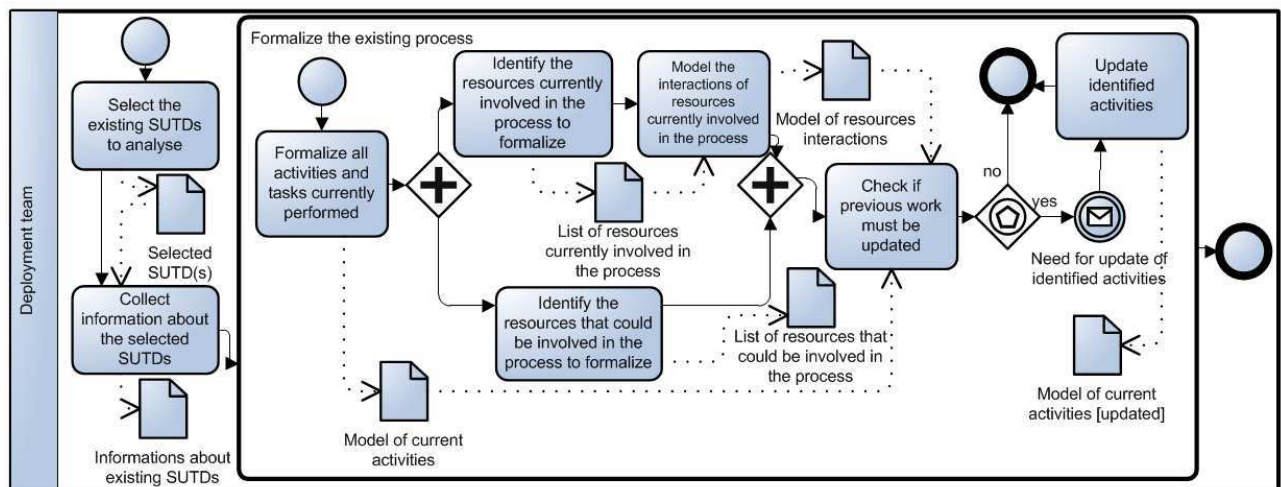 Deployment team
Select the
existing SUTDs
to analyse
Selected
SUTD(s)
Collect
information about
the selected
SUTDs
Informations about
existing SUTDs
Formalize the existing process
Formalize all
activities and
tasks currently
performed
Model of current
activities
Identify the
resources currently
involved in the
process to
formalize
List of resources
currently involved in
the process
Identify the
resources that could
be involved in the
process to formalize
List of resources that
could be involved in
the process
Model the
interactions of
resources
currently involved
in the process
Model of resources
interactions
Check if
previous work
must be
updated
no
yes
Need for update of
identified activities
Update
identified
activities
Model of current
activities [updated]